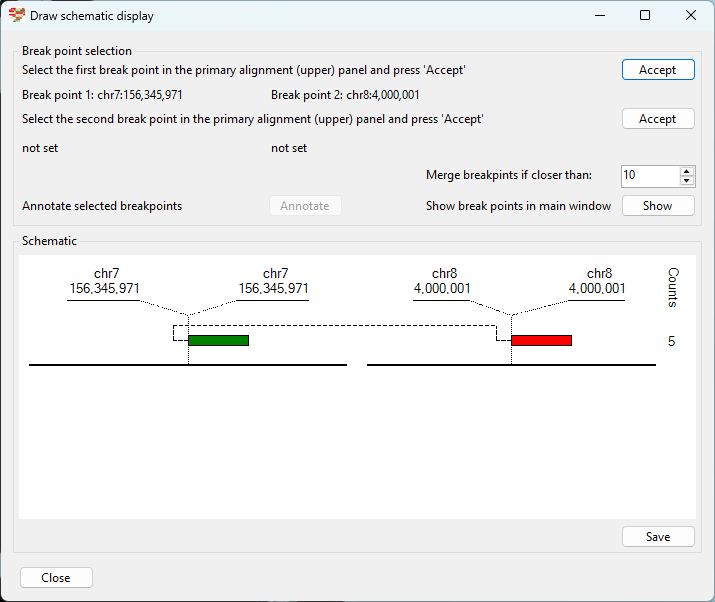 Draw schematic display
Break point selection
Select the first break point in the primary alignment (upper) panel and press 'Accept'
Accept
Break point 1: chr7:156,345,971 Break point 2: chr8:4,000,001
Select the second break point in the primary alignment (upper) panel and press 'Accept'
Accept
not set not set
Merge breakpints if closer than: 10
Annotate selected breakpoints Annotate Show break points in main window Show
Schematic
chr7 chr7 chr8 chr8
156,345,971 156,345,971 4,000,001 4,000,001
Counts
5
Save
Close